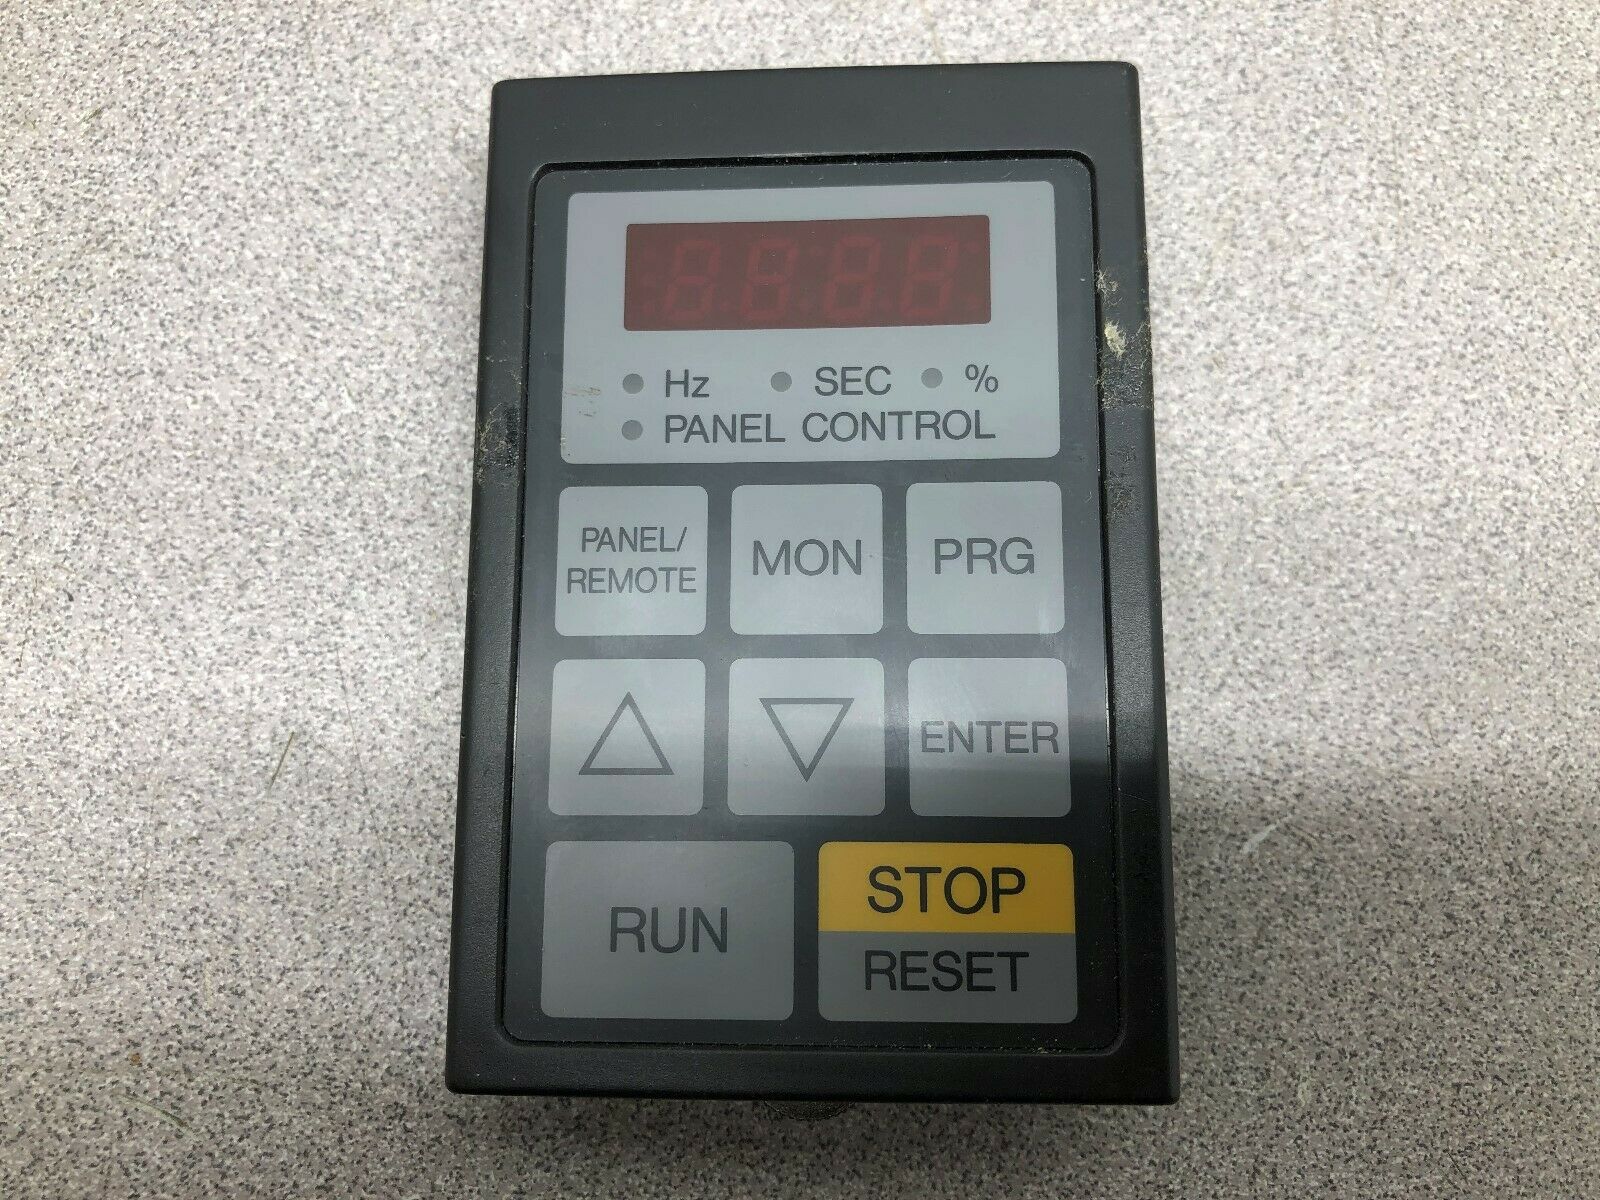 Hz SEC %
PANEL CONTROL
PANEL/
REMOTE
MON
PRG
ENTER
RUN
STOP
RESET